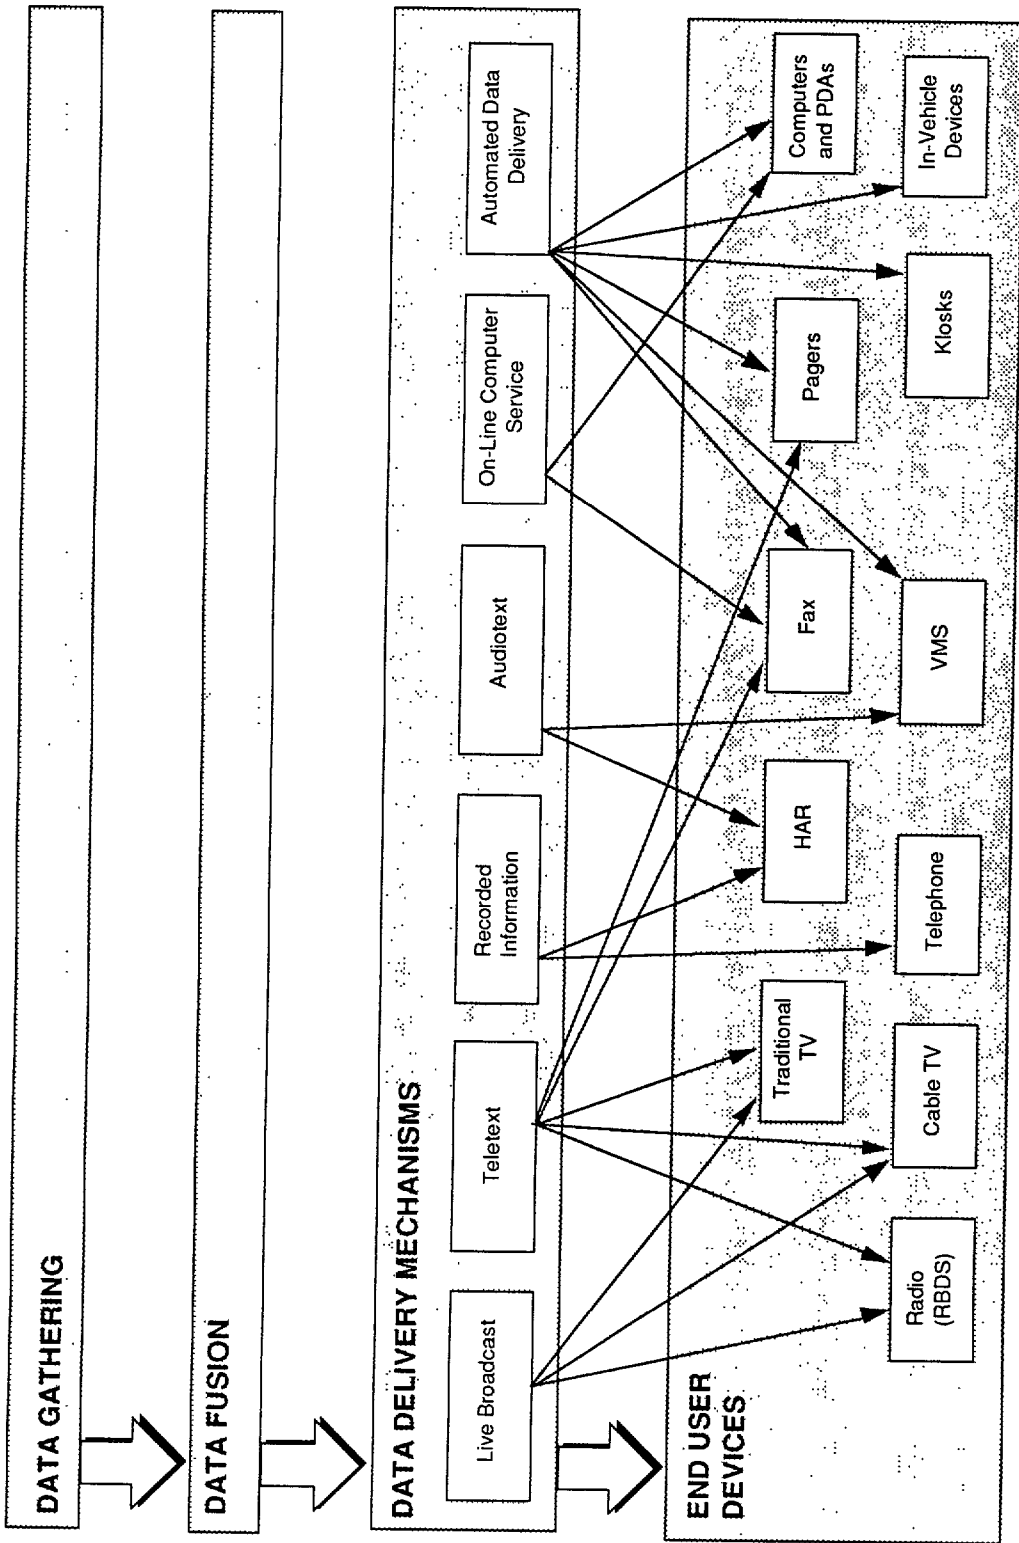 DATA GATHERING
DATA FUSION
DATA DELIVERY MECHANISMS
Live Broadcast
Teletext
Recorded
Information
Audiotext
On-Line Computer
Service
Automated Data
Delivery
END USER
DEVICES
Traditional
TV
HAR
Fax
Pagers
Computers
and PDAs
Radio
(RBDS)
Cable TV
Telephone
VMS
Klosks
In-Vehicle
Devices